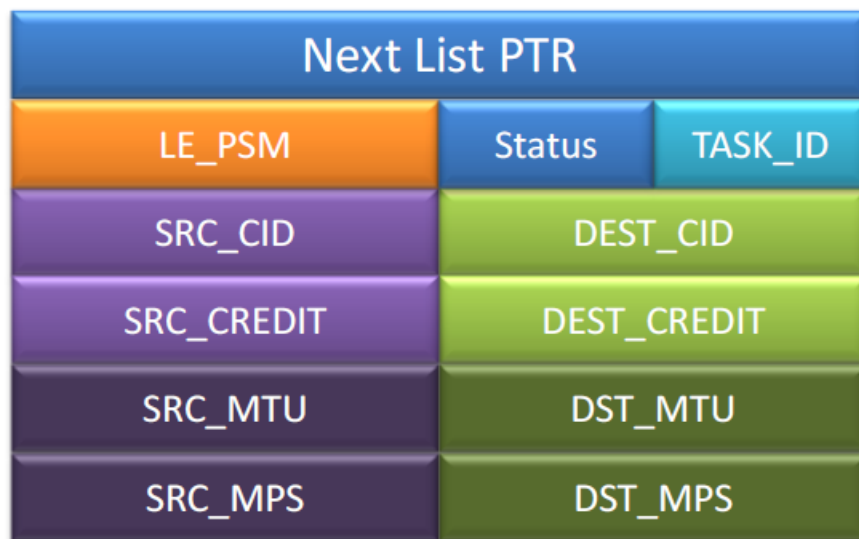 Next List PTR
LE_PSM Status TASK_ID
SRC_CID DEST_CID
SRC_CREDIT DEST_CREDIT
SRC_MTU DST_MTU
SRC_MPS DST_MPS